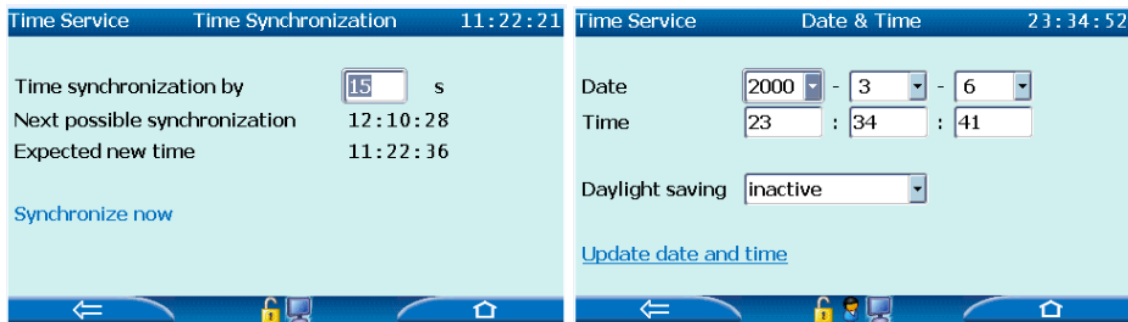 Time Service Time Synchronization 11:22:21
Time synchronization by 15 s
Next possible synchronization 12:10:28
Expected new time 11:22:36
Synchronize now
Time Service Date & Time 23:34:52
Date 2000 - 3 - 6
Time 23 : 34 : 41
Daylight saving inactive
Update date and time